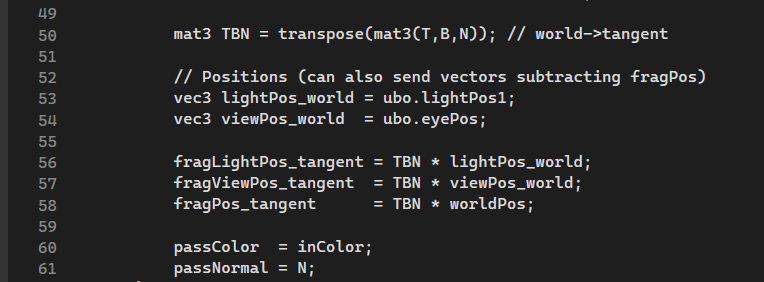 49
50 mat3 TBN = transpose(mat3(T,B,N)); // world->tangent
51
52 // Positions (can also send vectors subtracting fragPos)
53 vec3 lightPos_world = ubo.lightPos1;
54 vec3 viewPos_world  = ubo.eyePos;
55
56 fragLightPos_tangent = TBN * lightPos_world;
57 fragViewPos_tangent  = TBN * viewPos_world;
58 fragPos_tangent      = TBN * worldPos;
59
60 passColor  = inColor;
61 passNormal = N;